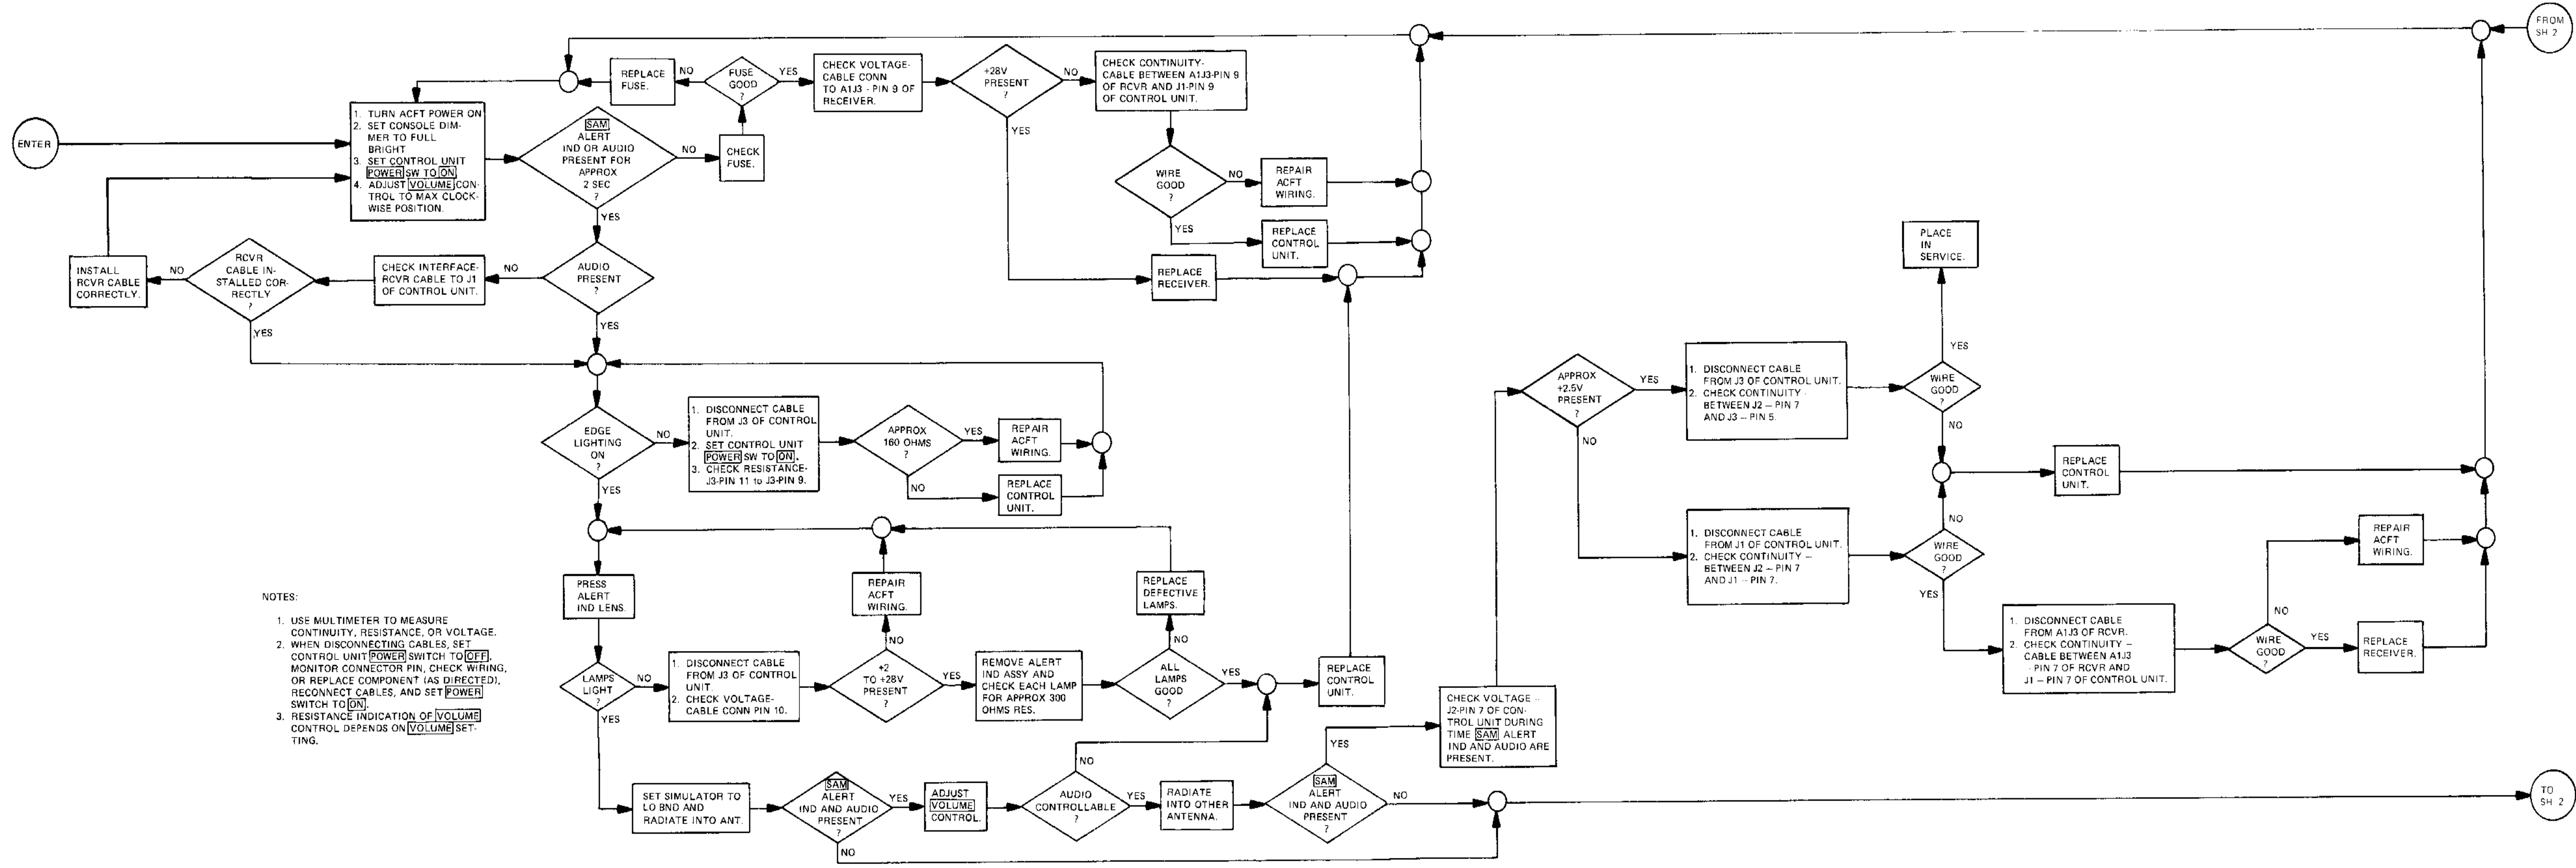 ENTER
1. TURN ACFT POWER ON
2. SET CONSOLE DIM-
MER TO FULL
BRIGHT
3. SET CONTROL UNIT
POWER SW TO ON
4. ADJUST VOLUME CON-
TROL TO MAX CLOCK-
WISE POSITION.
SAM
ALERT
IND OR AUDIO
PRESENT FOR
APPROX
2 SEC
?
NO
YES
CHECK
FUSE.
FUSE
GOOD
?
NO
YES
REPLACE
FUSE.
CHECK VOLTAGE-
CABLE CONN
TO A1J3 - PIN 9 OF
RECEIVER.
+28V
PRESENT
?
NO
YES
CHECK CONTINUITY-
CABLE BETWEEN A1J3-PIN 9
OF RCVR AND J1-PIN 9
OF CONTROL UNIT.
WIRE
GOOD
?
NO
YES
REPAIR
ACFT
WIRING.
REPLACE
CONTROL
UNIT.
REPLACE
RECEIVER.
FROM
SH 2
AUDIO
PRESENT
?
NO
YES
CHECK INTERFACE-
RCVR CABLE TO J1
OF CONTROL UNIT.
RCVR
CABLE IN-
STALLED COR-
RECTLY
?
NO
YES
INSTALL
RCVR CABLE
CORRECTLY.
EDGE
LIGHTING
ON
?
NO
YES
1. DISCONNECT CABLE
FROM J3 OF CONTROL
UNIT.
2. SET CONTROL UNIT
POWER SW TO ON.
3. CHECK RESISTANCE-
J3-PIN 11 to J3-PIN 9.
APPROX
160 OHMS
?
YES
NO
REPAIR
ACFT
WIRING.
REPLACE
CONTROL
UNIT.
PRESS
ALERT
IND LENS.
LAMPS
LIGHT
?
NO
YES
1. DISCONNECT CABLE
FROM J3 OF CONTROL
UNIT.
2. CHECK VOLTAGE-
CABLE CONN PIN 10.
+2
TO +28V
PRESENT
?
NO
YES
REPAIR
ACFT
WIRING.
REMOVE ALERT
IND ASSY AND
CHECK EACH LAMP
FOR APPROX 300
OHMS RES.
ALL
LAMPS
GOOD
?
NO
YES
REPLACE
DEFECTIVE
LAMPS.
REPLACE
CONTROL
UNIT.
NOTES:
1. USE MULTIMETER TO MEASURE
CONTINUITY, RESISTANCE, OR VOLTAGE.
2. WHEN DISCONNECTING CABLES, SET
CONTROL UNIT POWER SWITCH TO OFF,
MONITOR CONNECTOR PIN, CHECK WIRING,
OR REPLACE COMPONENT (AS DIRECTED),
RECONNECT CABLES, AND SET POWER
SWITCH TO ON.
3. RESISTANCE INDICATION OF VOLUME
CONTROL DEPENDS ON VOLUME SET-
TING.
SET SIMULATOR TO
LO BND AND
RADIATE INTO ANT.
SAM
ALERT
IND AND AUDIO
PRESENT
?
YES
NO
ADJUST
VOLUME
CONTROL.
AUDIO
CONTROLLABLE
?
NO
YES
RADIATE
INTO OTHER
ANTENNA.
SAM
ALERT
IND AND AUDIO
PRESENT
?
YES
NO
CHECK VOLTAGE -
J2-PIN 7 OF CON-
TROL UNIT DURING
TIME SAM ALERT
IND AND AUDIO ARE
PRESENT.
APPROX
+2.5V
PRESENT
?
YES
NO
1. DISCONNECT CABLE
FROM J3 OF CONTROL UNIT.
2. CHECK CONTINUITY -
BETWEEN J2 - PIN 7
AND J3 - PIN 5.
WIRE
GOOD
?
YES
NO
PLACE
IN
SERVICE.
REPLACE
CONTROL
UNIT.
1. DISCONNECT CABLE
FROM J1 OF CONTROL UNIT.
2. CHECK CONTINUITY -
BETWEEN J2 - PIN 7
AND J1 - PIN 7.
WIRE
GOOD
?
NO
YES
1. DISCONNECT CABLE
FROM A1J3 OF RCVR.
2. CHECK CONTINUITY -
CABLE BETWEEN A1J3
- PIN 7 OF RCVR AND
J1 - PIN 7 OF CONTROL UNIT.
WIRE
GOOD
?
NO
YES
REPAIR
ACFT
WIRING.
REPLACE
RECEIVER.
TO
SH 2